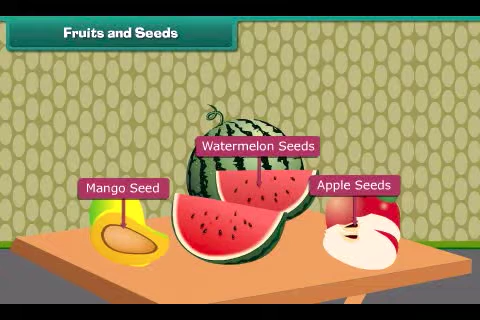 Fruits and Seeds
Watermelon Seeds
Mango Seed
Apple Seeds